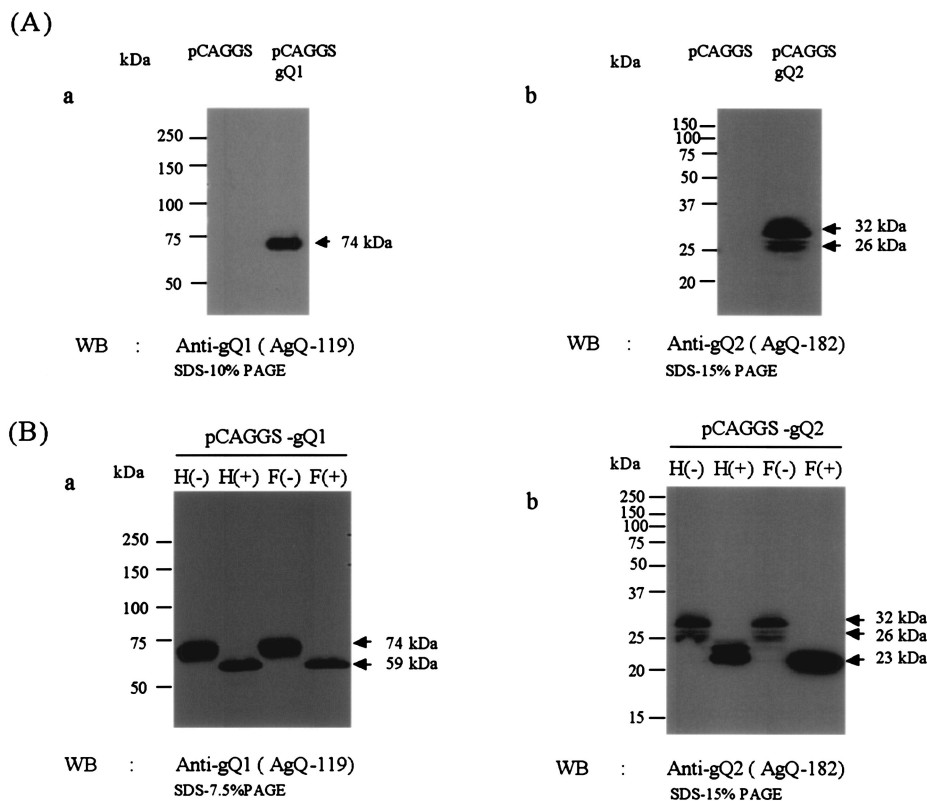 (A)
kDa pCAGGS pCAGGS gQ1
a
250
150
100
75
50
74 kDa
WB : Anti-gQ1 ( AgQ-119)
SDS-10% PAGE
kDa pCAGGS pCAGGS gQ2
b
150
100
75
50
37
25
20
32 kDa
26 kDa
WB : Anti-gQ2 ( AgQ-182)
SDS-15% PAGE
(B)
pCAGGS -gQ1
kDa
H(-) H(+) F(-) F(+)
a
250
150
100
75
50
74 kDa
59 kDa
WB : Anti-gQ1 ( AgQ-119)
SDS-7.5%PAGE
pCAGGS -gQ2
kDa
H(-) H(+) F(-) F(+)
b
250
150
100
75
50
37
25
20
15
32 kDa
26 kDa
23 kDa
WB : Anti-gQ2 ( AgQ-182)
SDS-15% PAGE